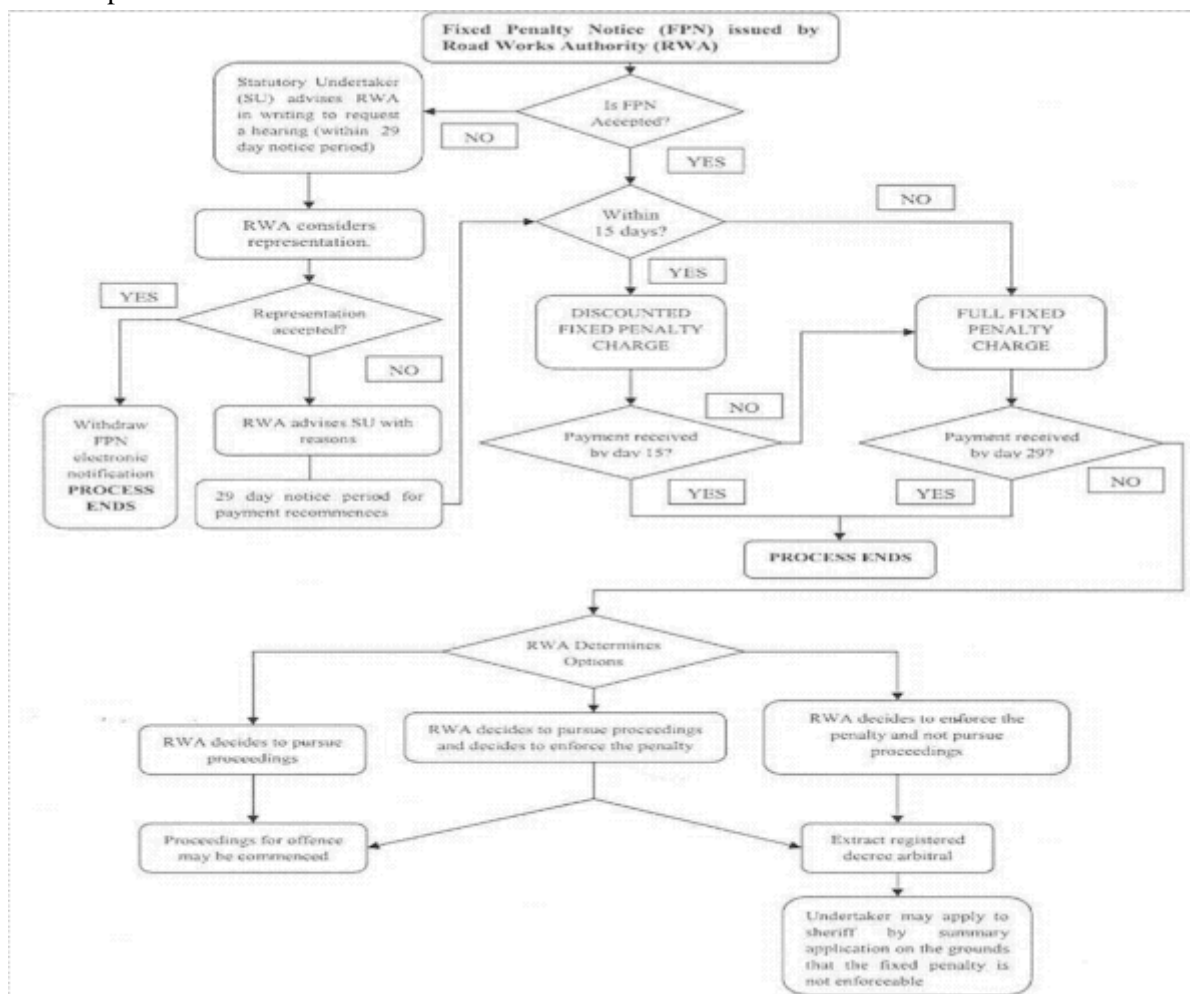 Fixed Penalty Notice (FPN) issued by
Road Works Authority (RWA)
Statutory Undertaker
(SU) advises RWA
in writing to request
a hearing (within 29
day notice period)
Is FPN
Accepted?
NO
YES
Within
15 days?
NO
RWA considers
representation.
YES
YES
Representation
accepted?
DISCOUNTED
FIXED PENALTY
CHARGE
FULL FIXED
PENALTY
CHARGE
NO
NO
Withdraw
FPN
electronic
notification
PROCESS
ENDS
RWA advises SU with
reasons
Payment received
by day 15?
Payment received
by day 29?
29 day notice period for
payment recommences
YES
YES
NO
PROCESS ENDS
RWA Determines
Options
RWA decides to pursue
proceedings
RWA decides to pursue proceedings
and decides to enforce the penalty
RWA decides to enforce the
penalty and not pursue
proceedings
Proceedings for offence
may be commenced
Extract registered
decree arbitral
Undertaker may apply to
sheriff by summary
application on the grounds
that the fixed penalty is
not enforceable